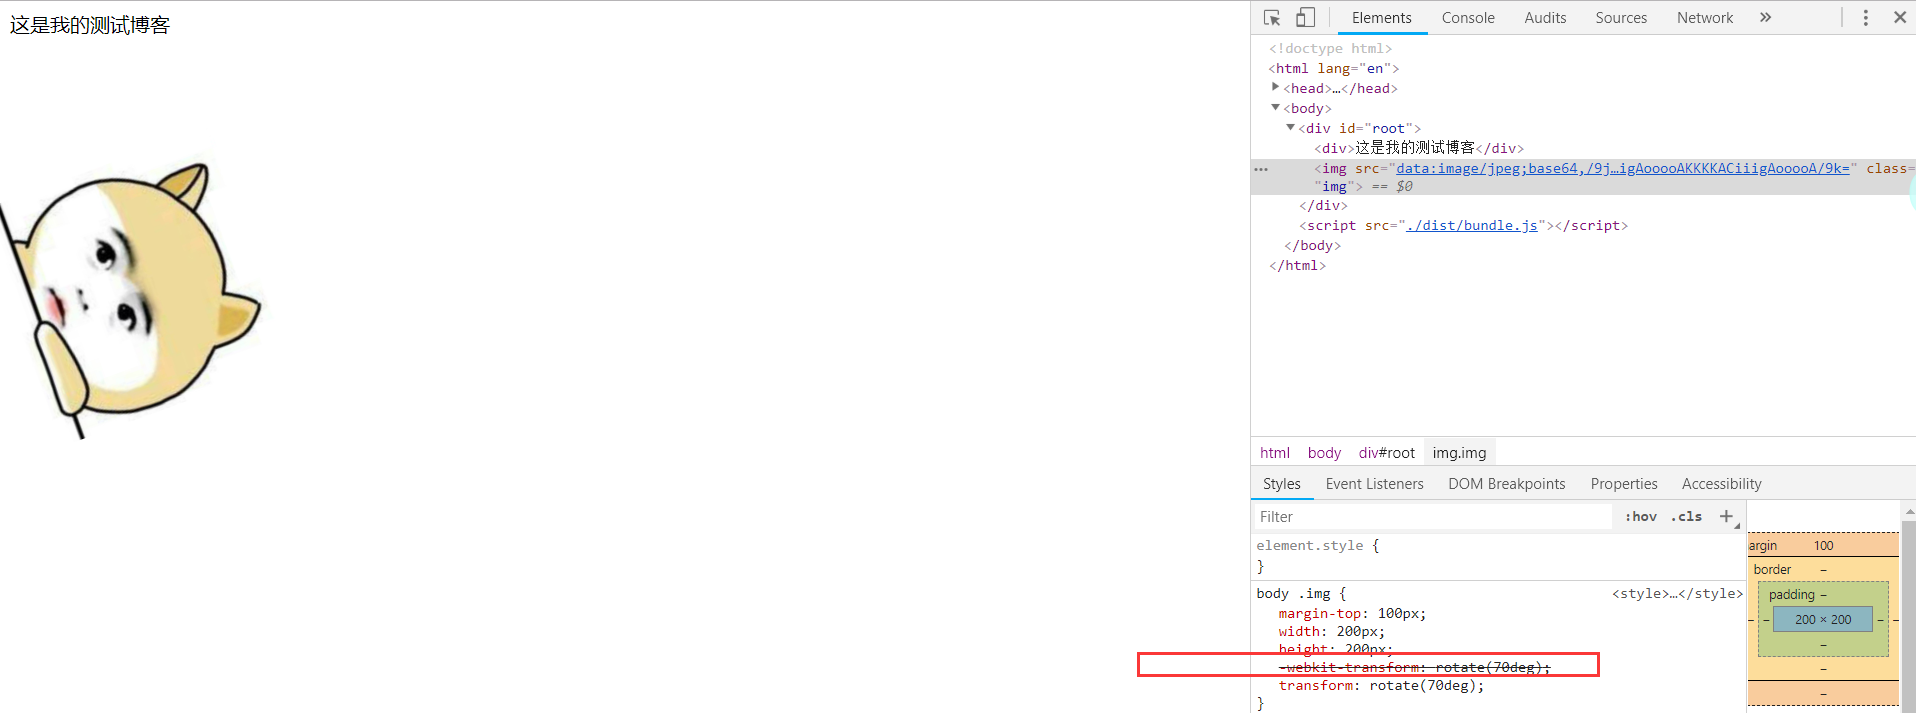 这是我的测试博客
Elements Console Audits Sources Network »
<!doctype html>
<html lang="en">
<head>…</head>
<body>
<div id="root">
<div>这是我的测试博客</div>
<img src="data:image/jpeg;base64,/9j…igAooooAKKKKACiiigAooooA/9k=" class=
"img"> == $0
</div>
<script src="./dist/bundle.js"></script>
</body>
</html>
html body div#root img.img
Styles Event Listeners DOM Breakpoints Properties Accessibility
Filter :hov .cls +
element.style {
}
body .img { <style>…</style>
margin-top: 100px;
width: 200px;
height: 200px;
-webkit-transform: rotate(70deg);
transform: rotate(70deg);
}
argin 100
border –
padding –
– – 200 × 200 – –
–
–
–